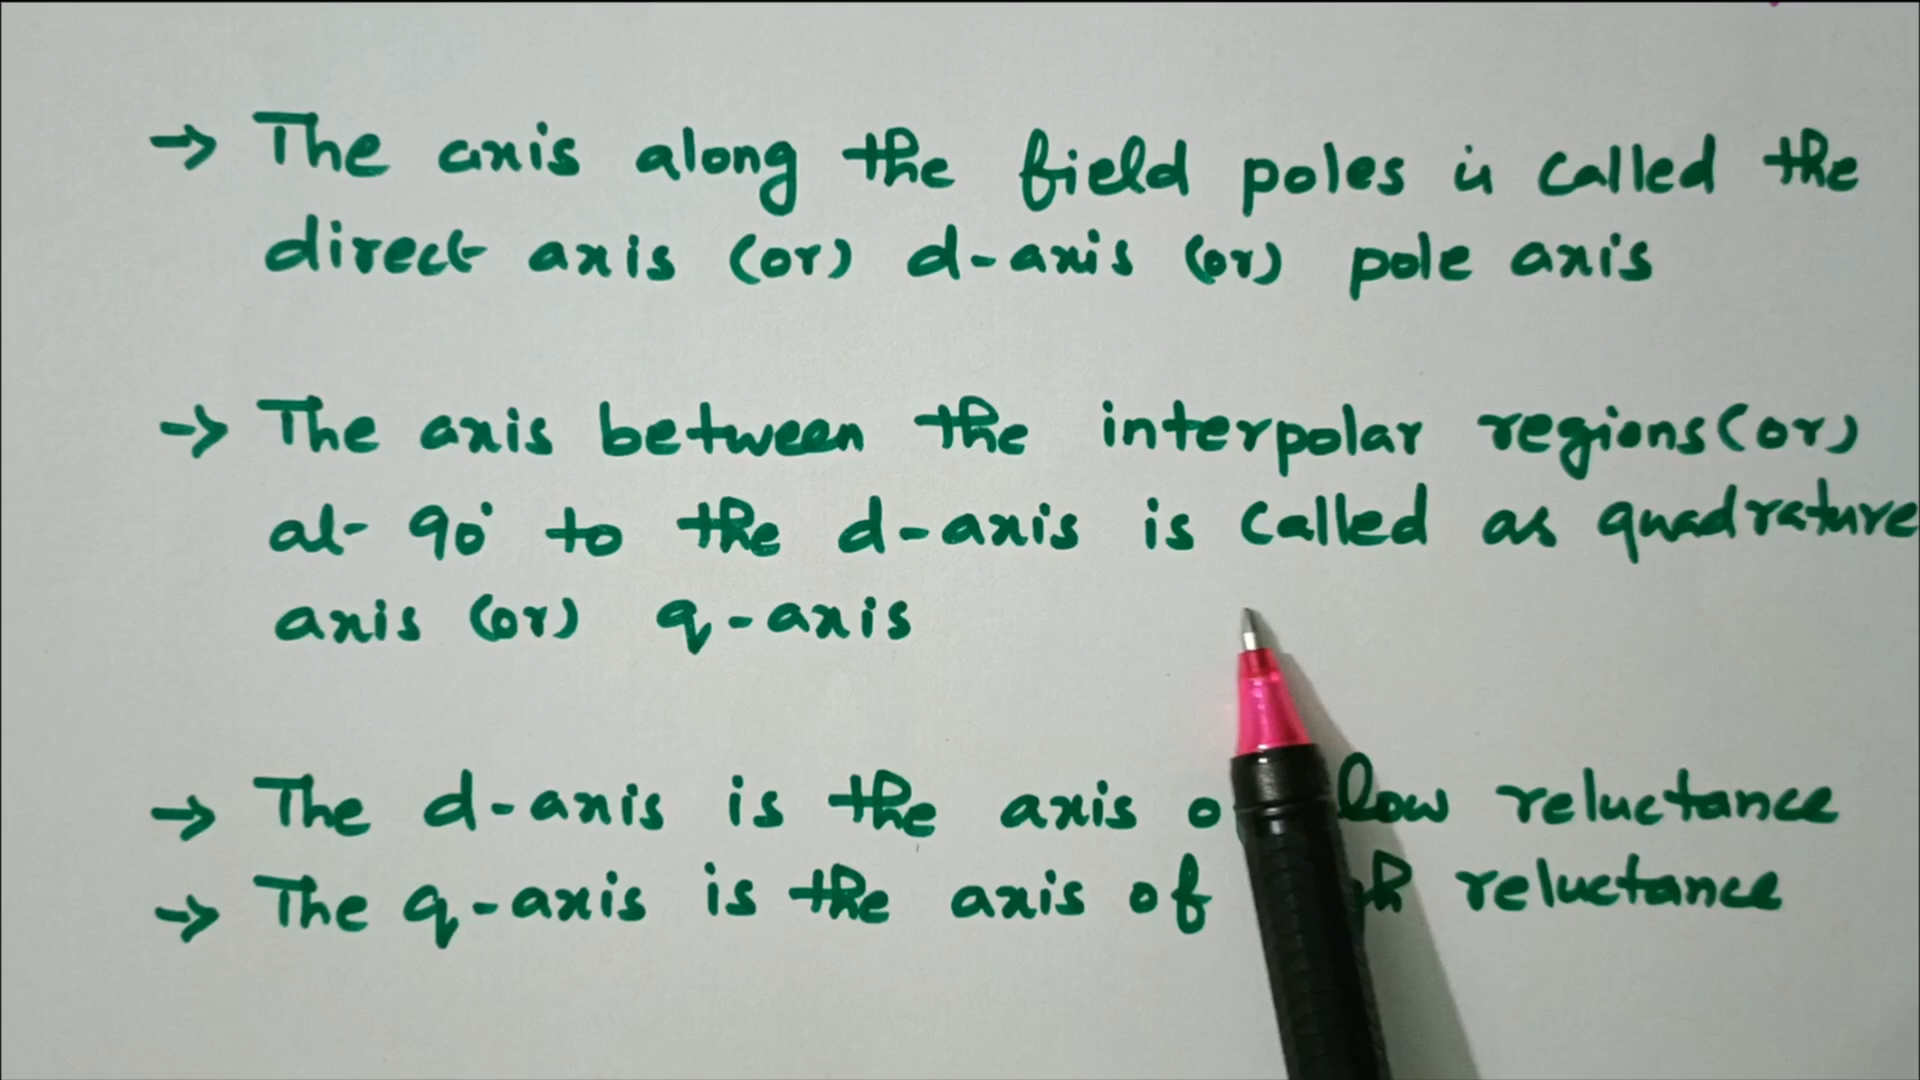 → The axis along the field poles is called the
direct axis (or) d-axis (or) pole axis
→ The axis between the interpolar regions (or)
at 90° to the d-axis is called as quadrature
axis (or) q-axis
→ The d-axis is the axis low reluctance
→ The q-axis is the axis of reluctance